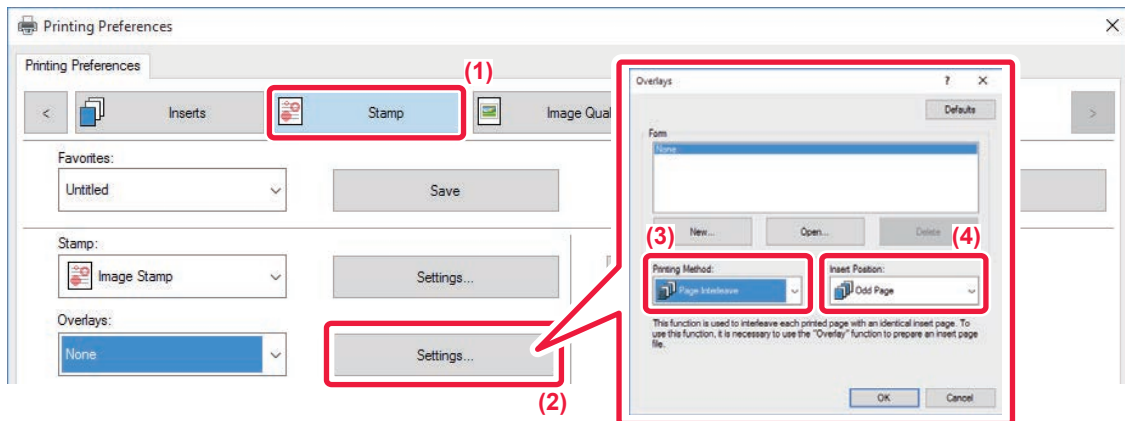 Printing Preferences
Printing Preferences
(1)
<
Inserts
Stamp
Image Qual
>
Favorites:
Untitled
Save
Stamp:
Image Stamp
Settings...
Overlays:
None
Settings...
(2)
Overlays
?
Defaults
Form
None
New...
Open...
Delete
(3)
(4)
Printing Method:
Insert Position:
Page Interleave
Odd Page
This function is used to interleave each printed page with an identical insert page. To
use this function, it is necessary to use the "Overlay" function to prepare an insert page
file.
OK
Cancel